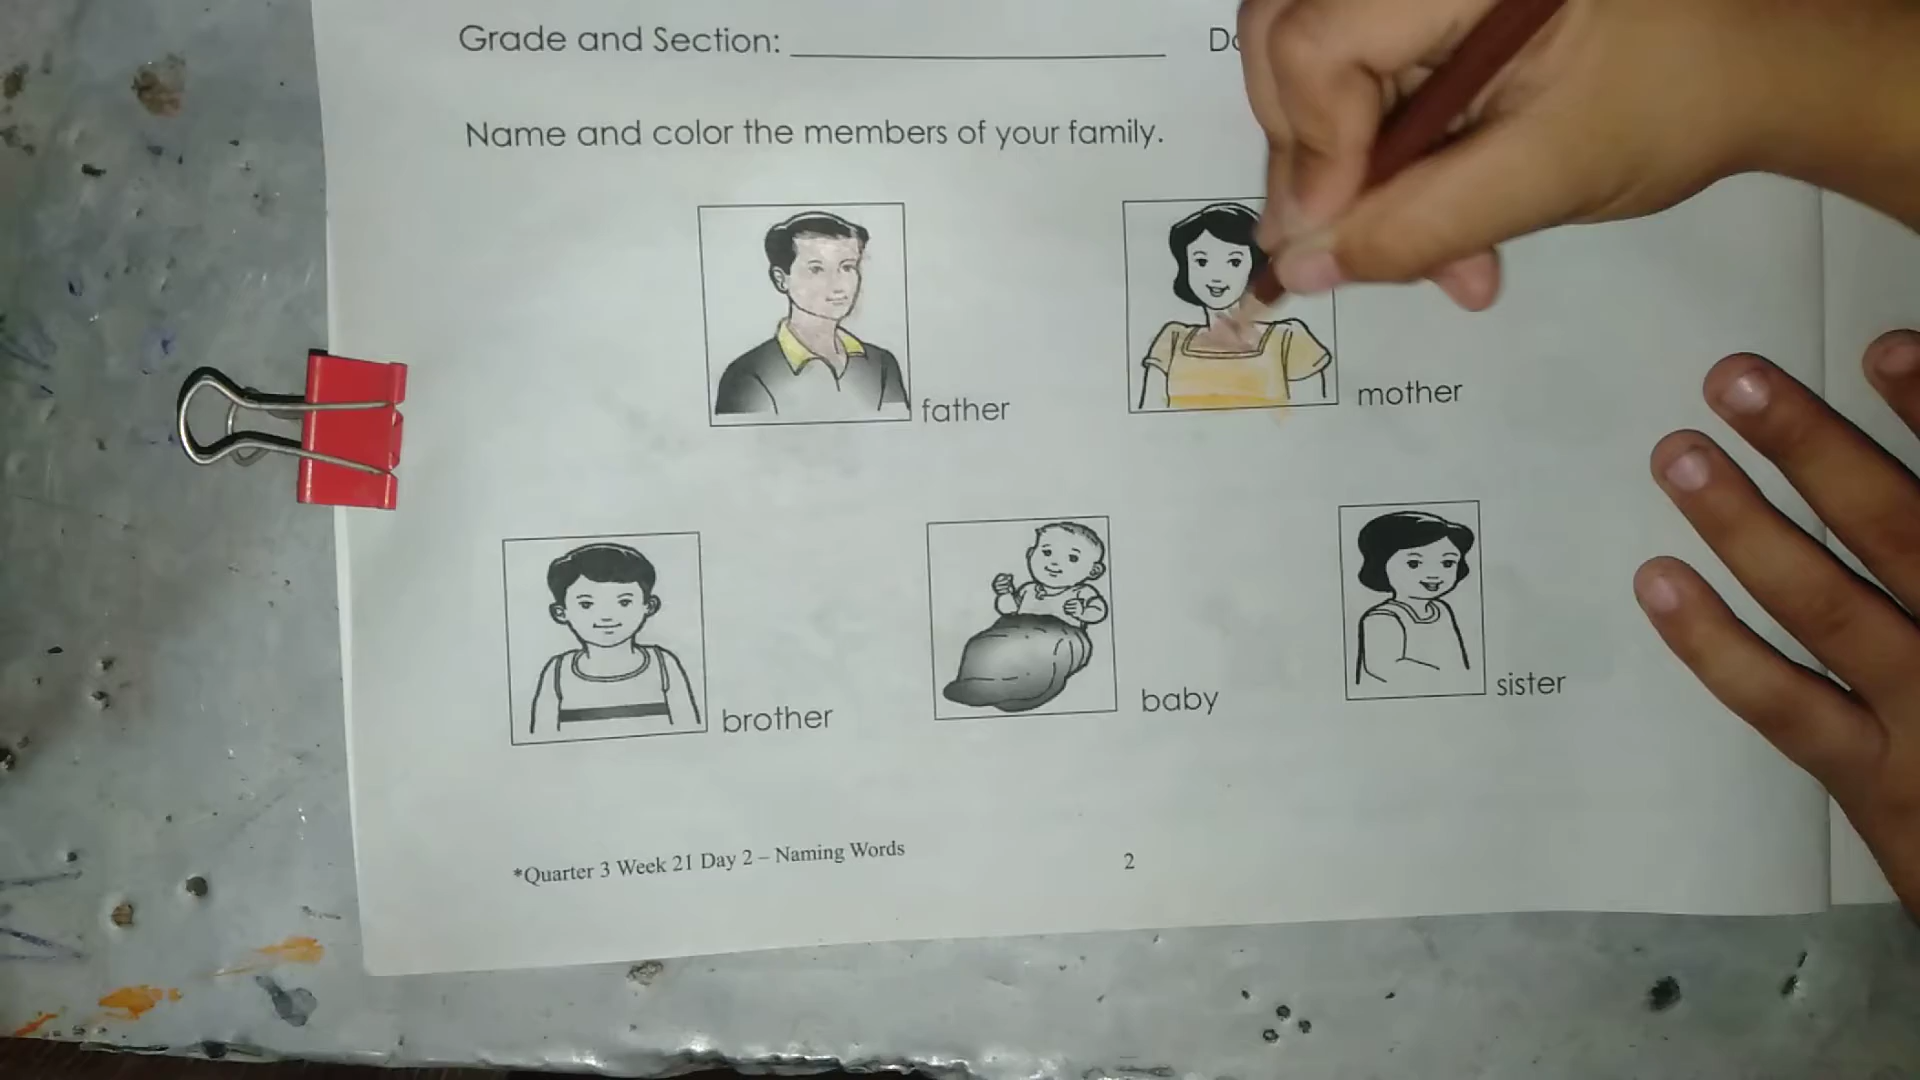 Grade and Section: ____________________
Name and color the members of your family.
father
mother
brother
baby
sister
*Quarter 3 Week 21 Day 2 – Naming Words
2